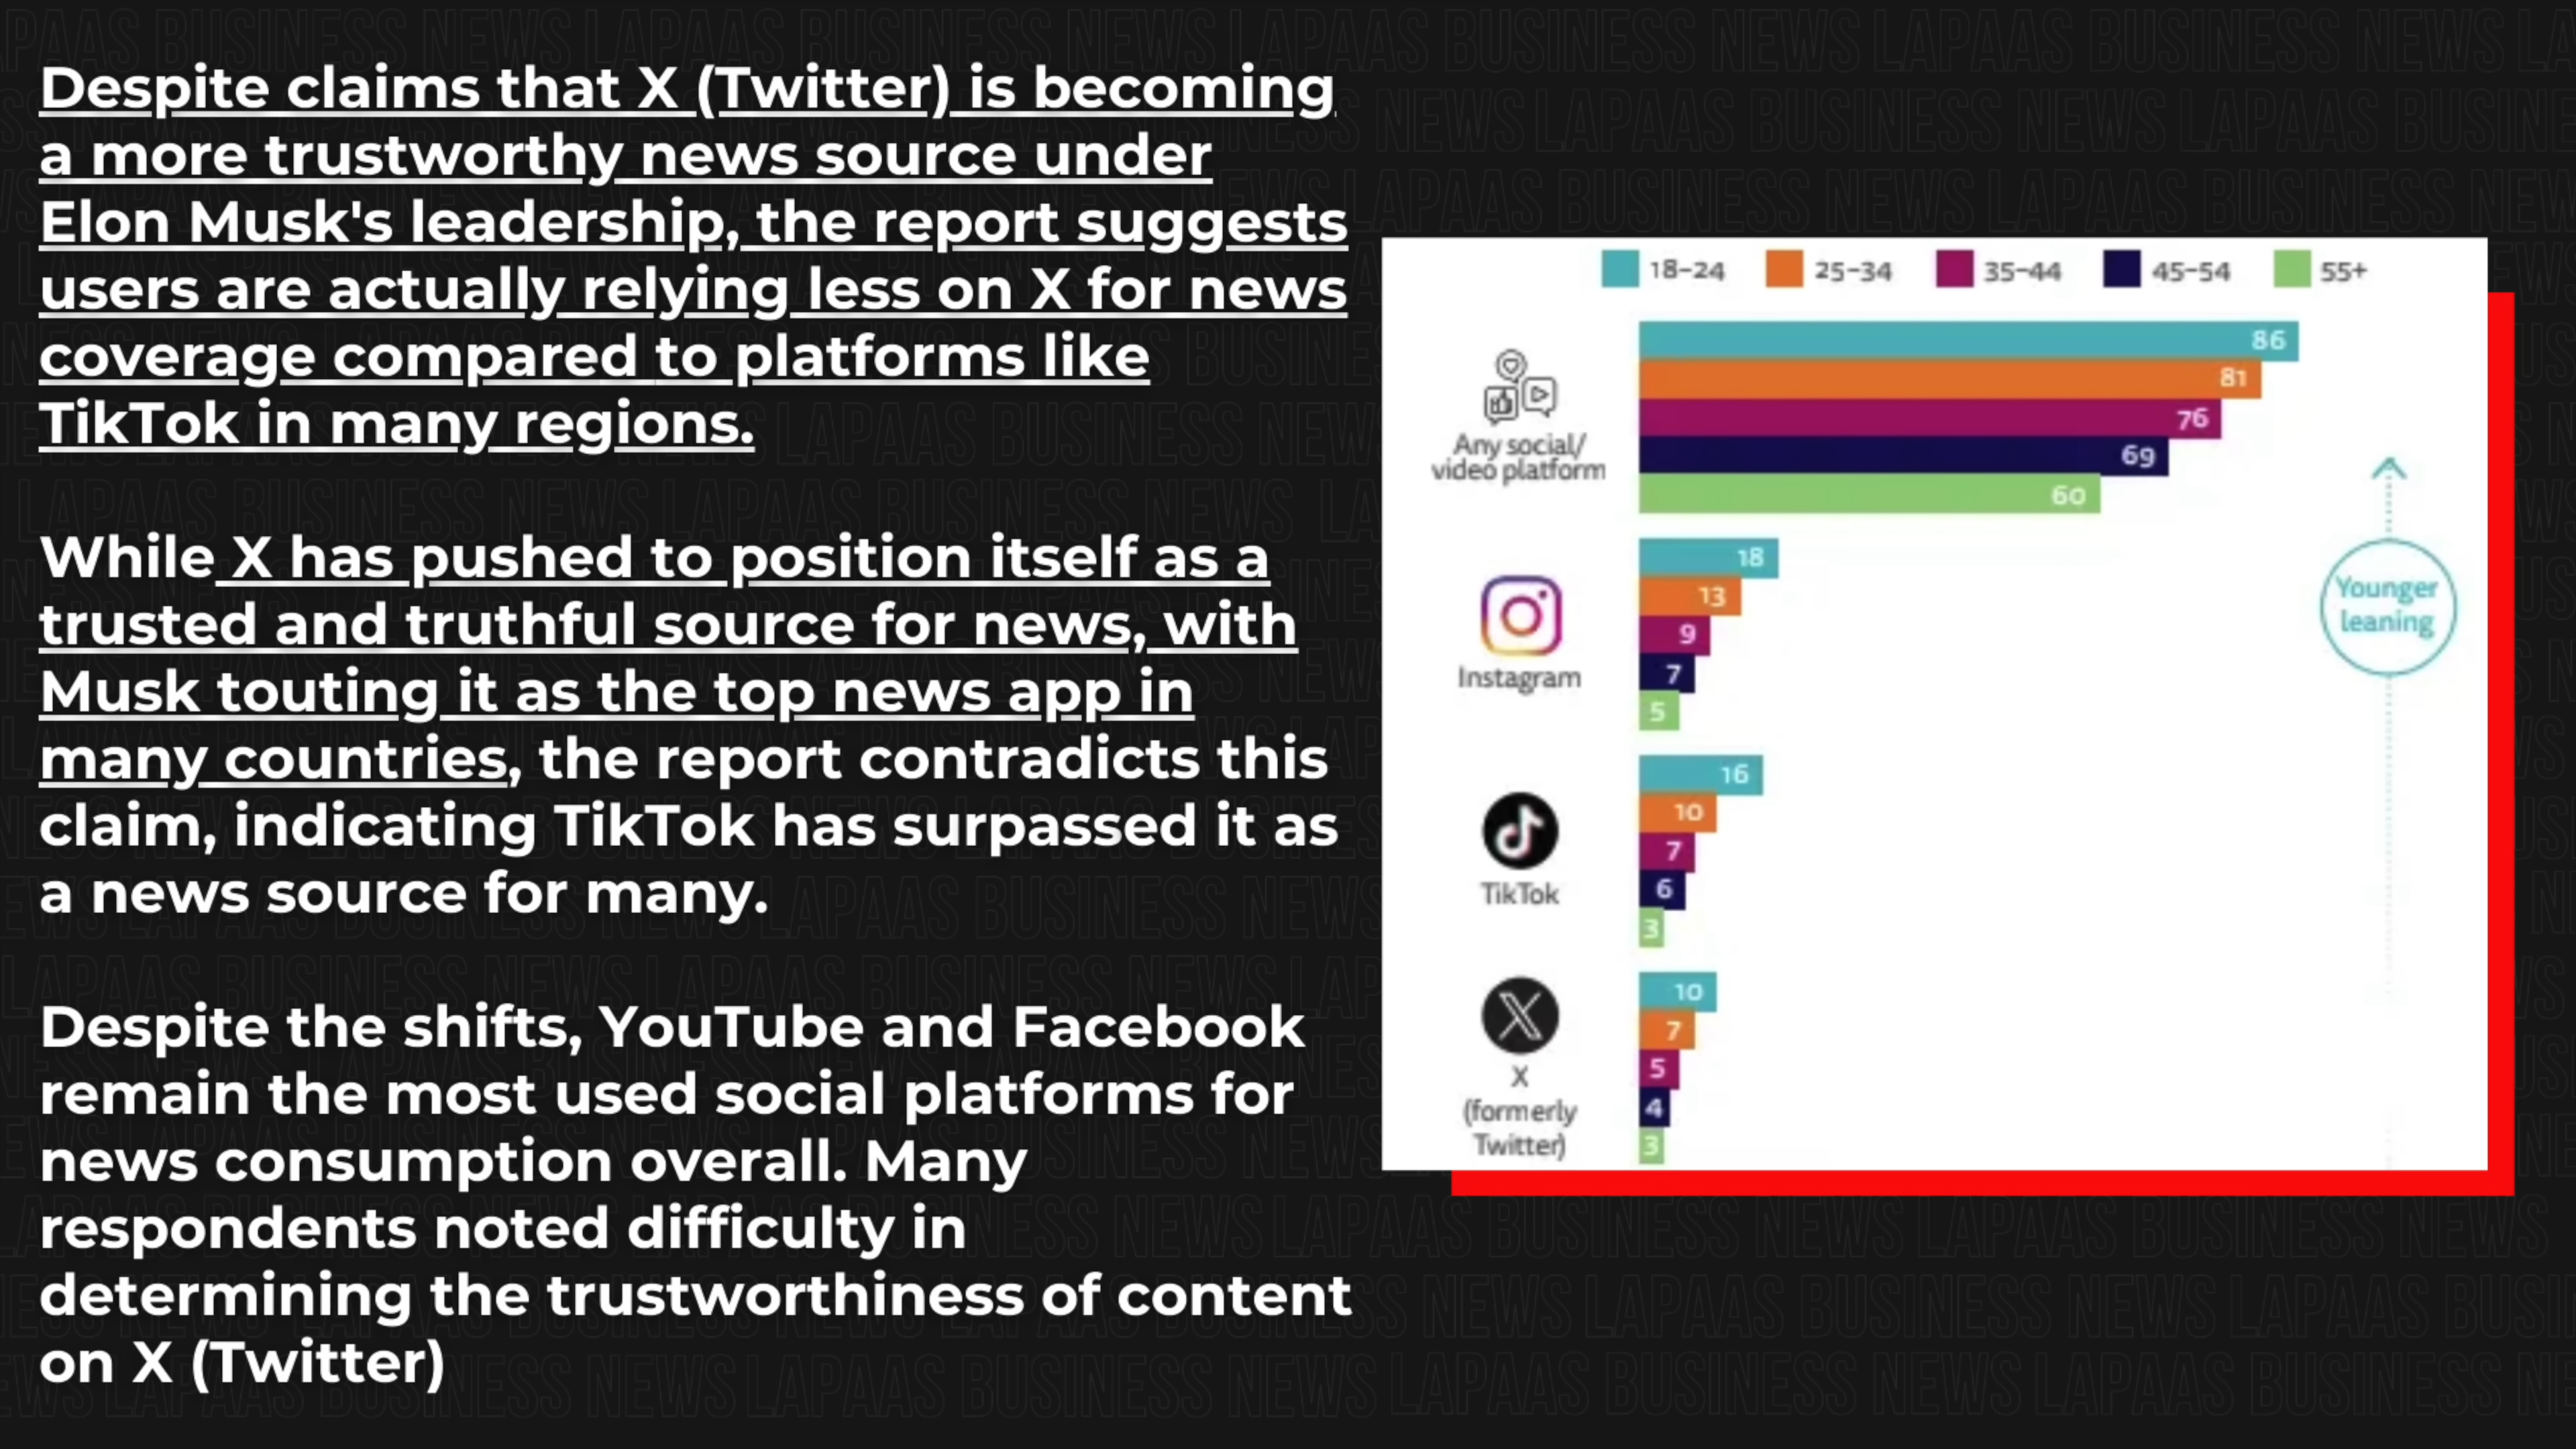 Despite claims that X (Twitter) is becoming
a more trustworthy news source under
Elon Musk's leadership, the report suggests
users are actually relying less on X for news
coverage compared to platforms like
TikTok in many regions.
While X has pushed to position itself as a
trusted and truthful source for news, with
Musk touting it as the top news app in
many countries, the report contradicts this
claim, indicating TikTok has surpassed it as
a news source for many.
Despite the shifts, YouTube and Facebook
remain the most used social platforms for
news consumption overall. Many
respondents noted difficulty in
determining the trustworthiness of content
on X (Twitter)
18-24 25-34 35-44 45-54 55+
Any social/
video platform
86
81
76
69
60
Instagram
18
13
9
7
5
TikTok
16
10
7
6
3
X
(formerly
Twitter)
10
7
5
4
3
Younger
leaning
LAPAAS BUSINESS NEWS